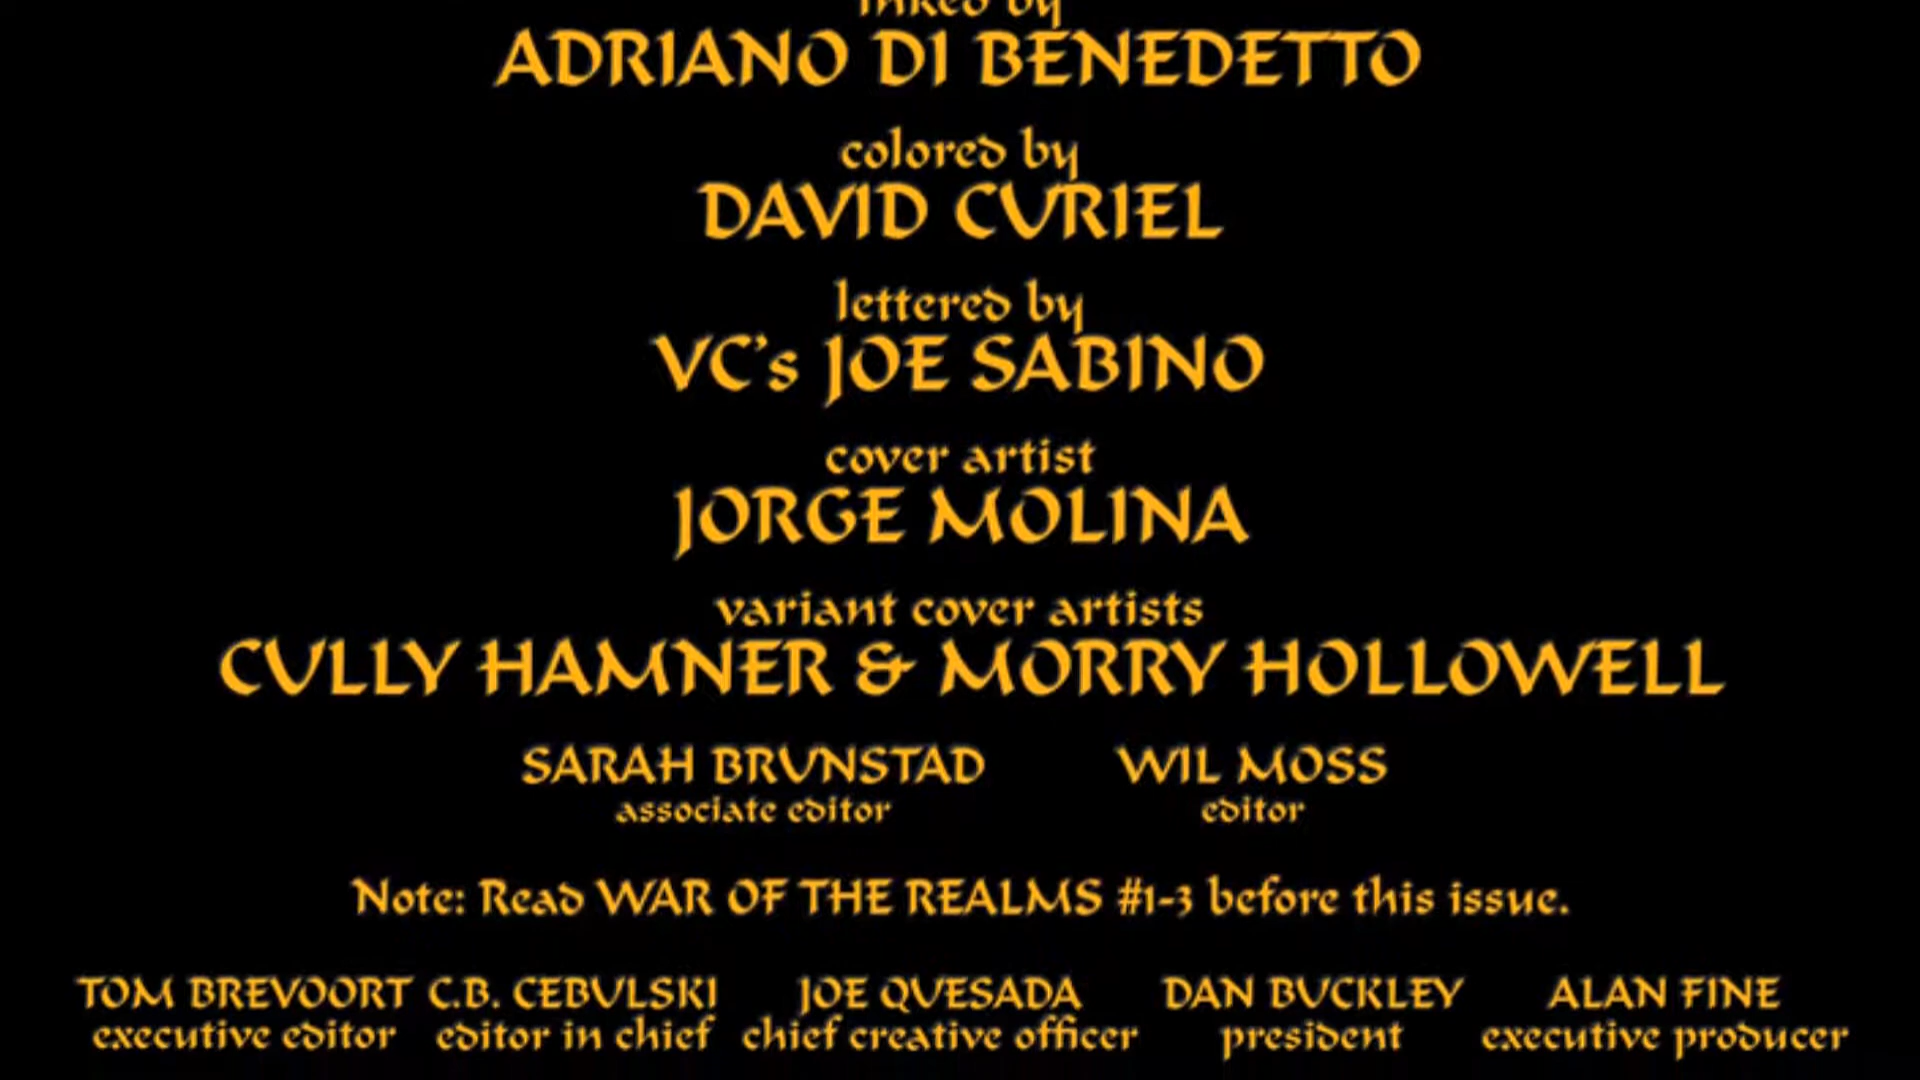 inked by
ADRIANO DI BENEDETTO
colored by
DAVID CURIEL
lettered by
VC's JOE SABINO
cover artist
JORGE MOLINA
variant cover artists
CULLY HAMNER & MORRY HOLLOWELL
SARAH BRUNSTAD WIL MOSS
associate editor editor
Note: Read WAR OF THE REALMS #1-3 before this issue.
TOM BREVOORT C.B. CEBULSKI JOE QUESADA DAN BUCKLEY ALAN FINE
executive editor editor in chief chief creative officer president executive producer